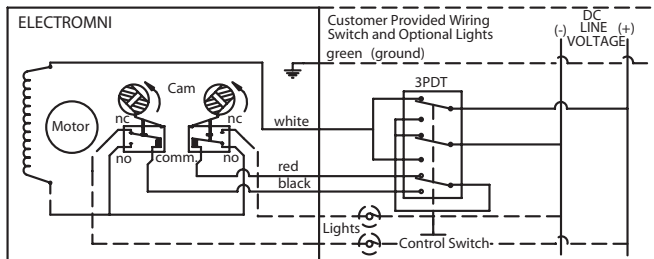 ELECTROMNI
Customer Provided Wiring
Switch and Optional Lights
green (ground)
DC
(-) LINE (+)
VOLTAGE
3PDT
Cam
nc
nc
Motor
white
no
comm.
no
red
black
Lights
Control Switch